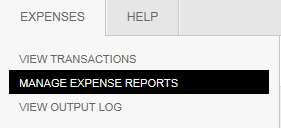 EXPENSES HELP
VIEW TRANSACTIONS
MANAGE EXPENSE REPORTS
VIEW OUTPUT LOG